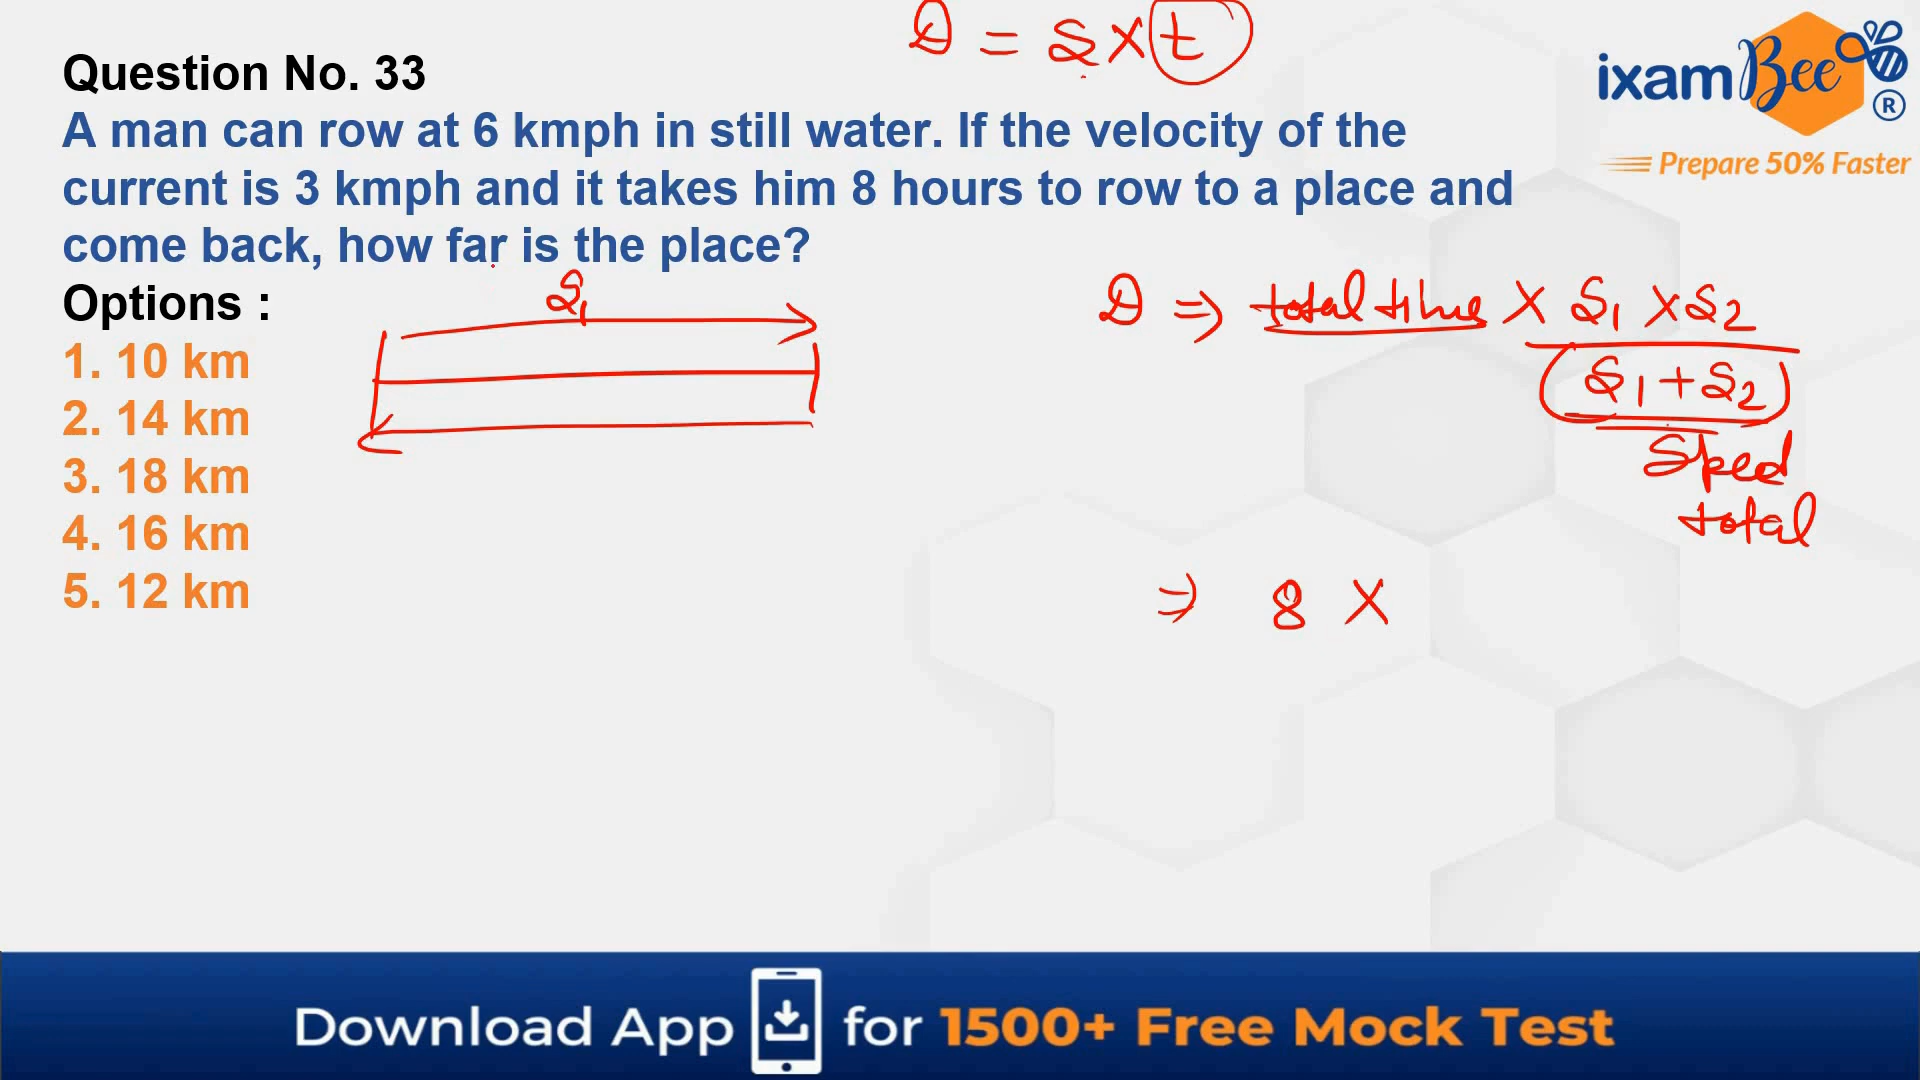 D = S × t
Question No. 33
A man can row at 6 kmph in still water. If the velocity of the
current is 3 kmph and it takes him 8 hours to row to a place and
come back, how far is the place?
Options :
1. 10 km
2. 14 km
3. 18 km
4. 16 km
5. 12 km
ixamBee®
Prepare 50% Faster
S₁
D ⇒ total time × S₁ × S₂
S₁ + S₂
Speed
total
⇒ 8 ×
Download App for 1500+ Free Mock Test